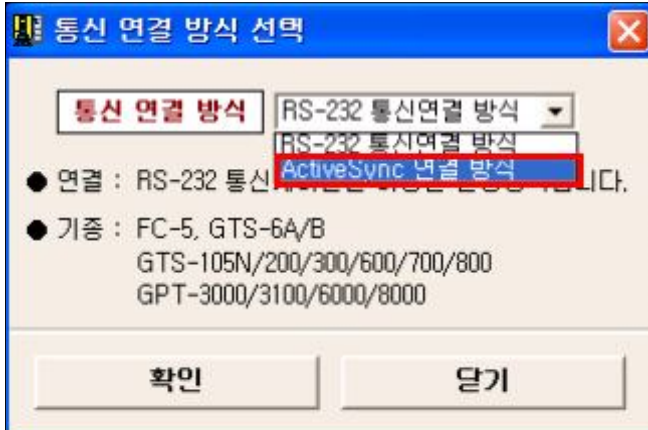 통신 연결 방식 선택
통신 연결 방식
RS-232 통신연결 방식
RS-232 통신연결 방식
ActiveSync 연결 방식
● 연결 : RS-232 통신
● 기종 : FC-5, GTS-6A/B
GTS-105N/200/300/600/700/800
GPT-3000/3100/6000/8000
확인
닫기